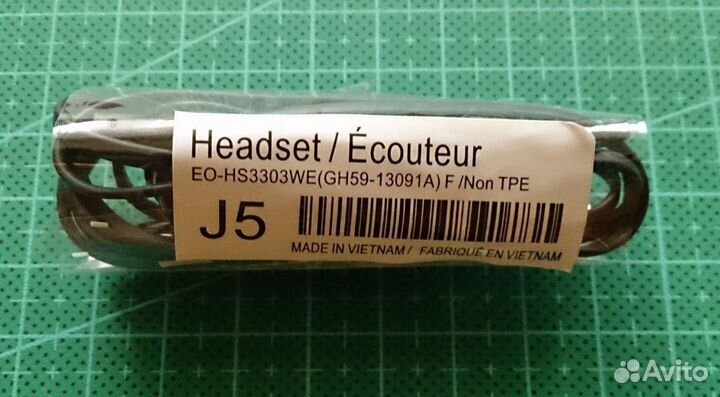 Headset / Écouteur
EO-HS3303WE(GH59-13091A) F /Non TPE
J5
MADE IN VIETNAM / FABRIQUÉ EN VIETNAM
Avito